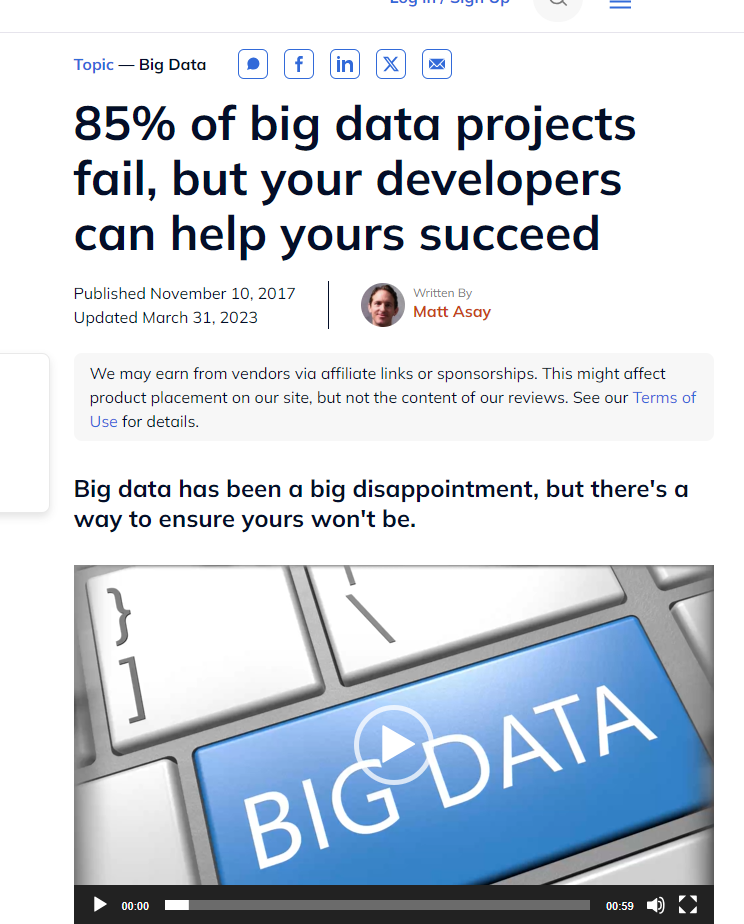 Log In / Sign Up
Topic — Big Data
85% of big data projects
fail, but your developers
can help yours succeed
Published November 10, 2017
Updated March 31, 2023
Written By
Matt Asay
We may earn from vendors via affiliate links or sponsorships. This might affect
product placement on our site, but not the content of our reviews. See our Terms of
Use for details.
Big data has been a big disappointment, but there's a
way to ensure yours won't be.
}
]
\
BIG DATA
00:00
00:59